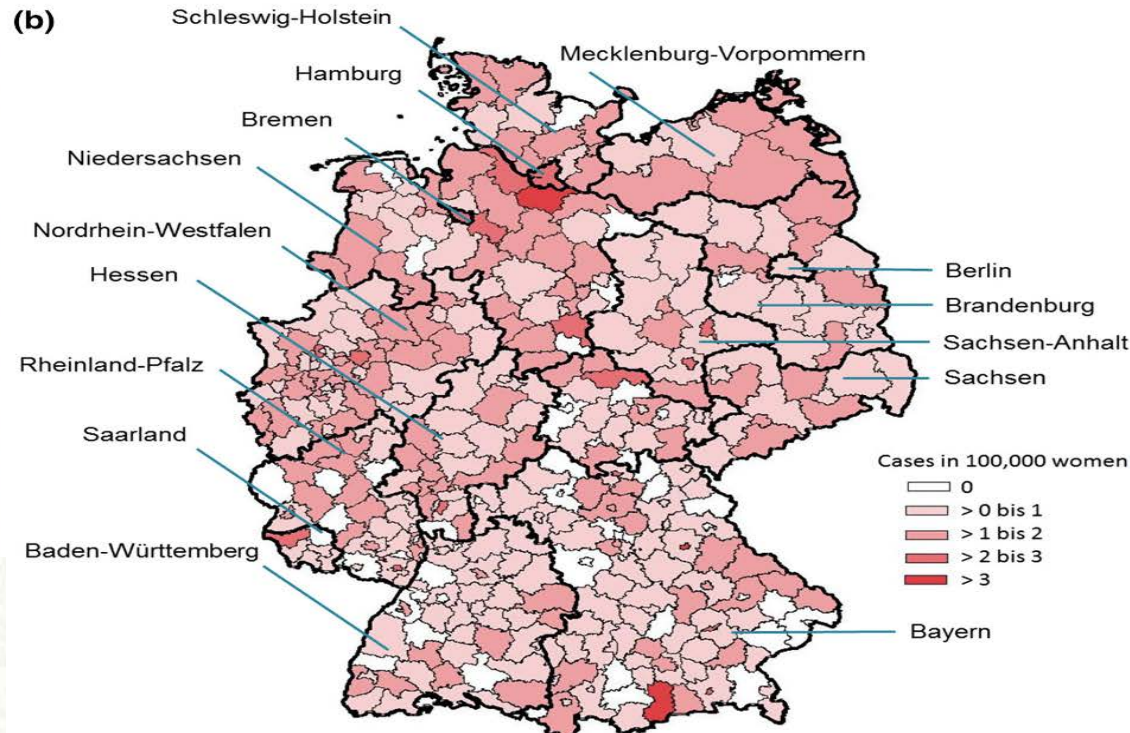 (b)
Schleswig-Holstein
Mecklenburg-Vorpommern
Hamburg
Bremen
Niedersachsen
Nordrhein-Westfalen
Hessen
Berlin
Brandenburg
Sachsen-Anhalt
Rheinland-Pfalz
Sachsen
Saarland
Cases in 100,000 women
0
> 0 bis 1
> 1 bis 2
Baden-Württemberg
> 2 bis 3
> 3
Bayern